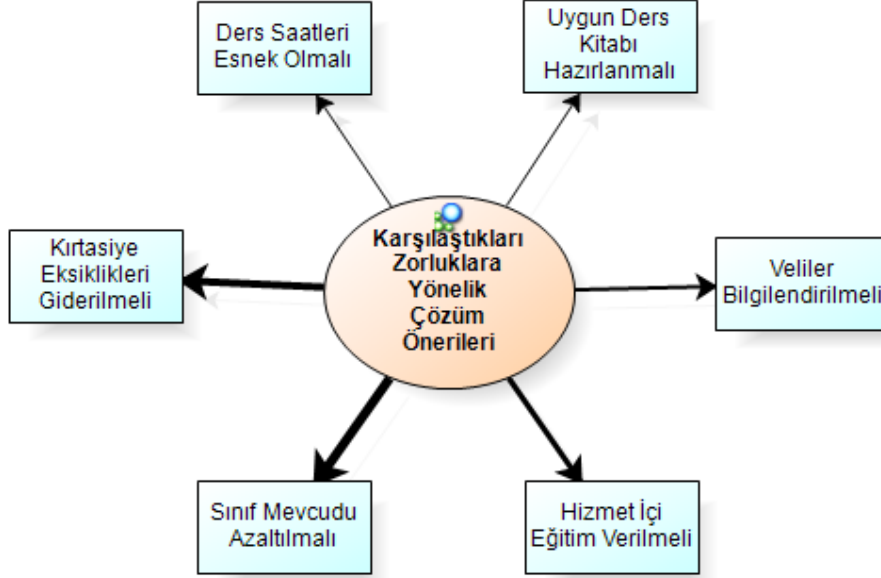 Ders Saatleri
Esnek Olmalı
Uygun Ders
Kitabı
Hazırlanmalı
Karşılaştıkları
Zorluklara
Yönelik
Çözüm
Önerileri
Kırtasiye
Eksiklikleri
Giderilmeli
Veliler
Bilgilendirilmeli
Sınıf Mevcudu
Azaltılmalı
Hizmet İçi
Eğitim Verilmeli